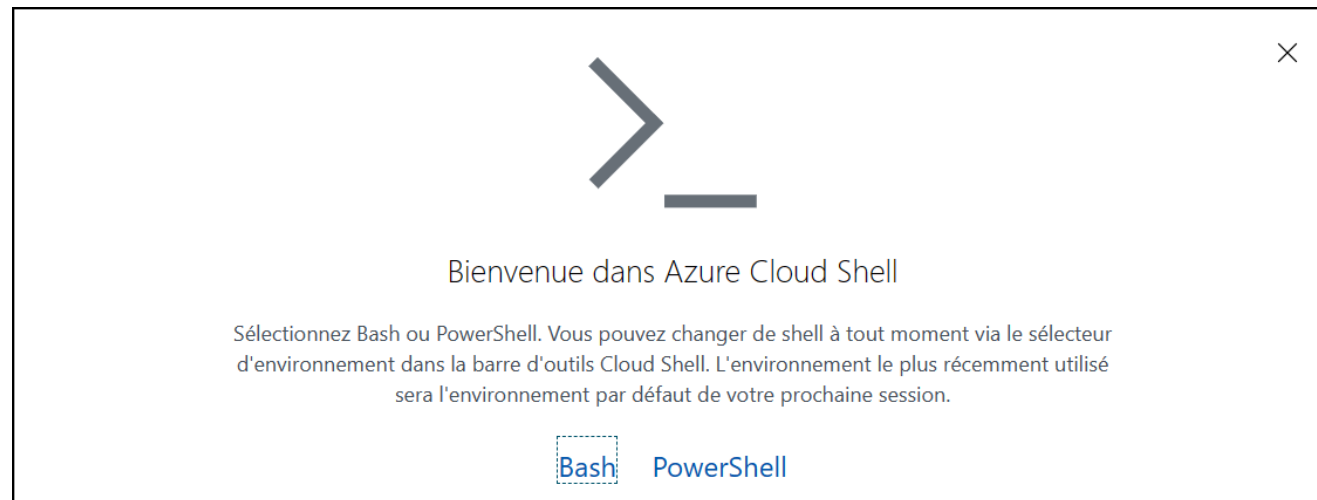 Bienvenue dans Azure Cloud Shell
Sélectionnez Bash ou PowerShell. Vous pouvez changer de shell à tout moment via le sélecteur
d'environnement dans la barre d'outils Cloud Shell. L'environnement le plus récemment utilisé
sera l'environnement par défaut de votre prochaine session.
Bash PowerShell